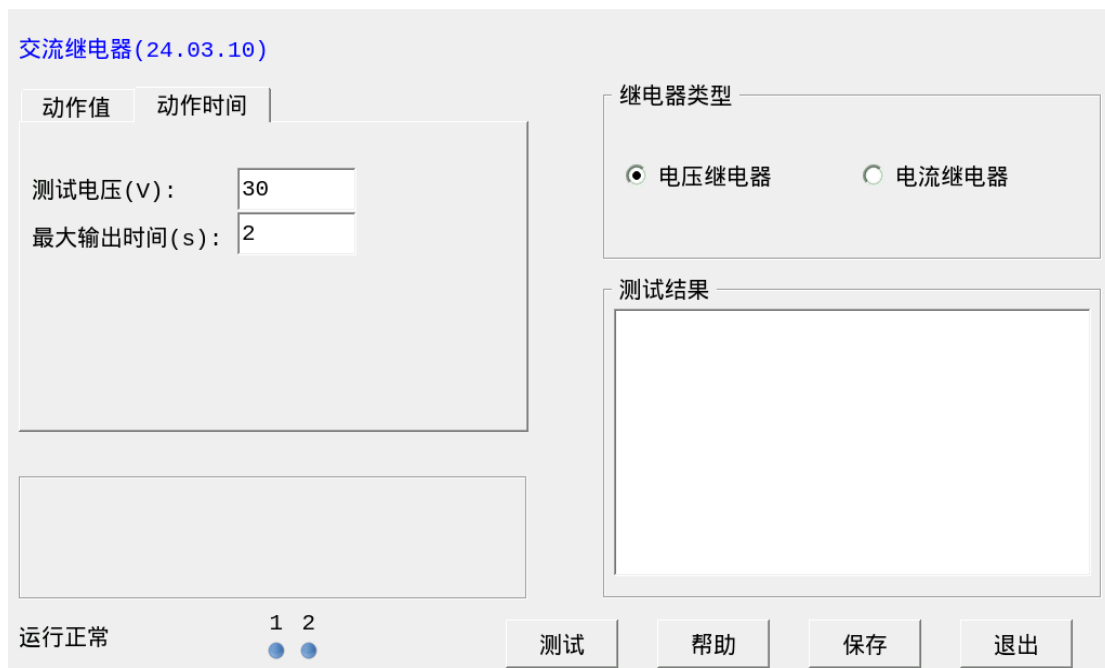 交流继电器(24.03.10)
动作值 动作时间
测试电压(V): 30
最大输出时间(s): 2
继电器类型
电压继电器 电流继电器
测试结果
运行正常
1 2
测试 帮助 保存 退出